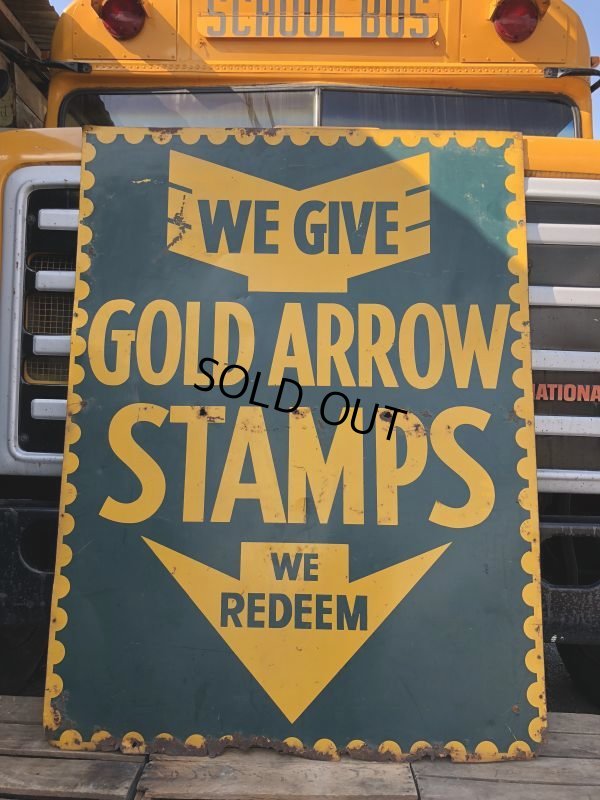 SCHOOL BUS
WE GIVE
GOLD ARROW
SOLD OUT
STAMPS
WE
REDEEM
NATIONA